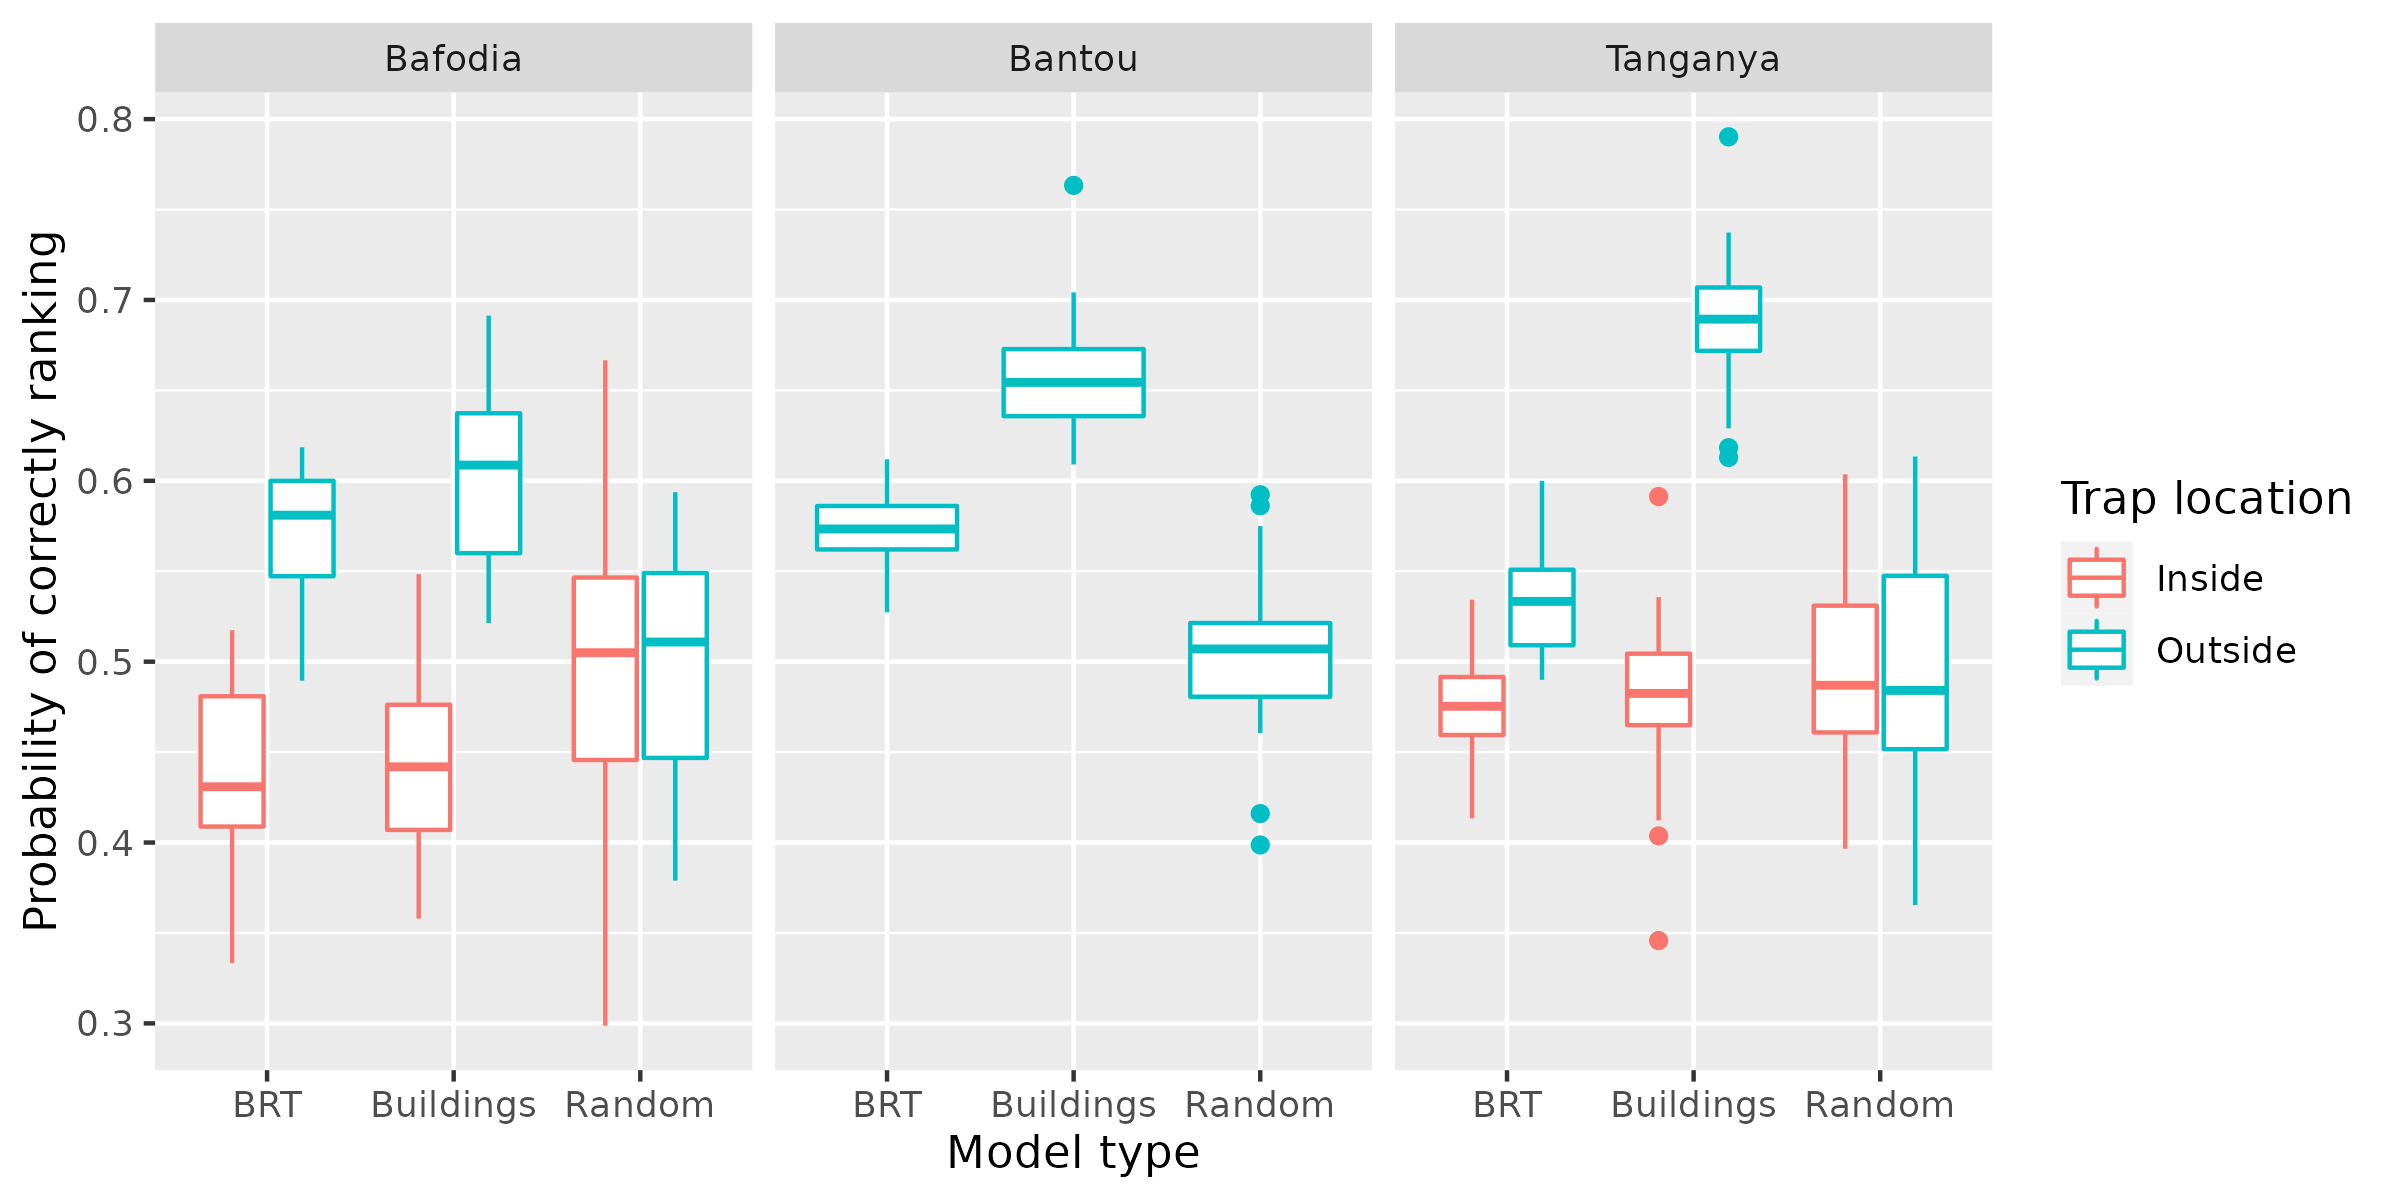 Bafodia Bantou Tanganya
0.8
0.7
0.6
0.5
0.4
0.3
Probability of correctly ranking
BRT Buildings Random BRT Buildings Random BRT Buildings Random
Model type
Trap location
Inside
Outside